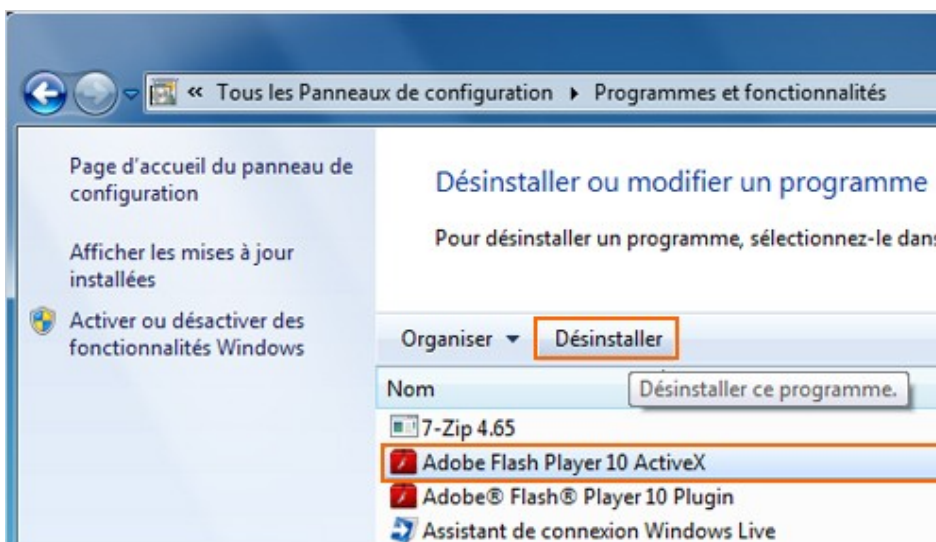 « Tous les Panneaux de configuration ▸ Programmes et fonctionnalités
Page d'accueil du panneau de
configuration
Afficher les mises à jour
installées
Activer ou désactiver des
fonctionnalités Windows
Désinstaller ou modifier un programme
Pour désinstaller un programme, sélectionnez-le dans
Organiser Désinstaller
Nom
Désinstaller ce programme.
7-Zip 4.65
Adobe Flash Player 10 ActiveX
Adobe® Flash® Player 10 Plugin
Assistant de connexion Windows Live